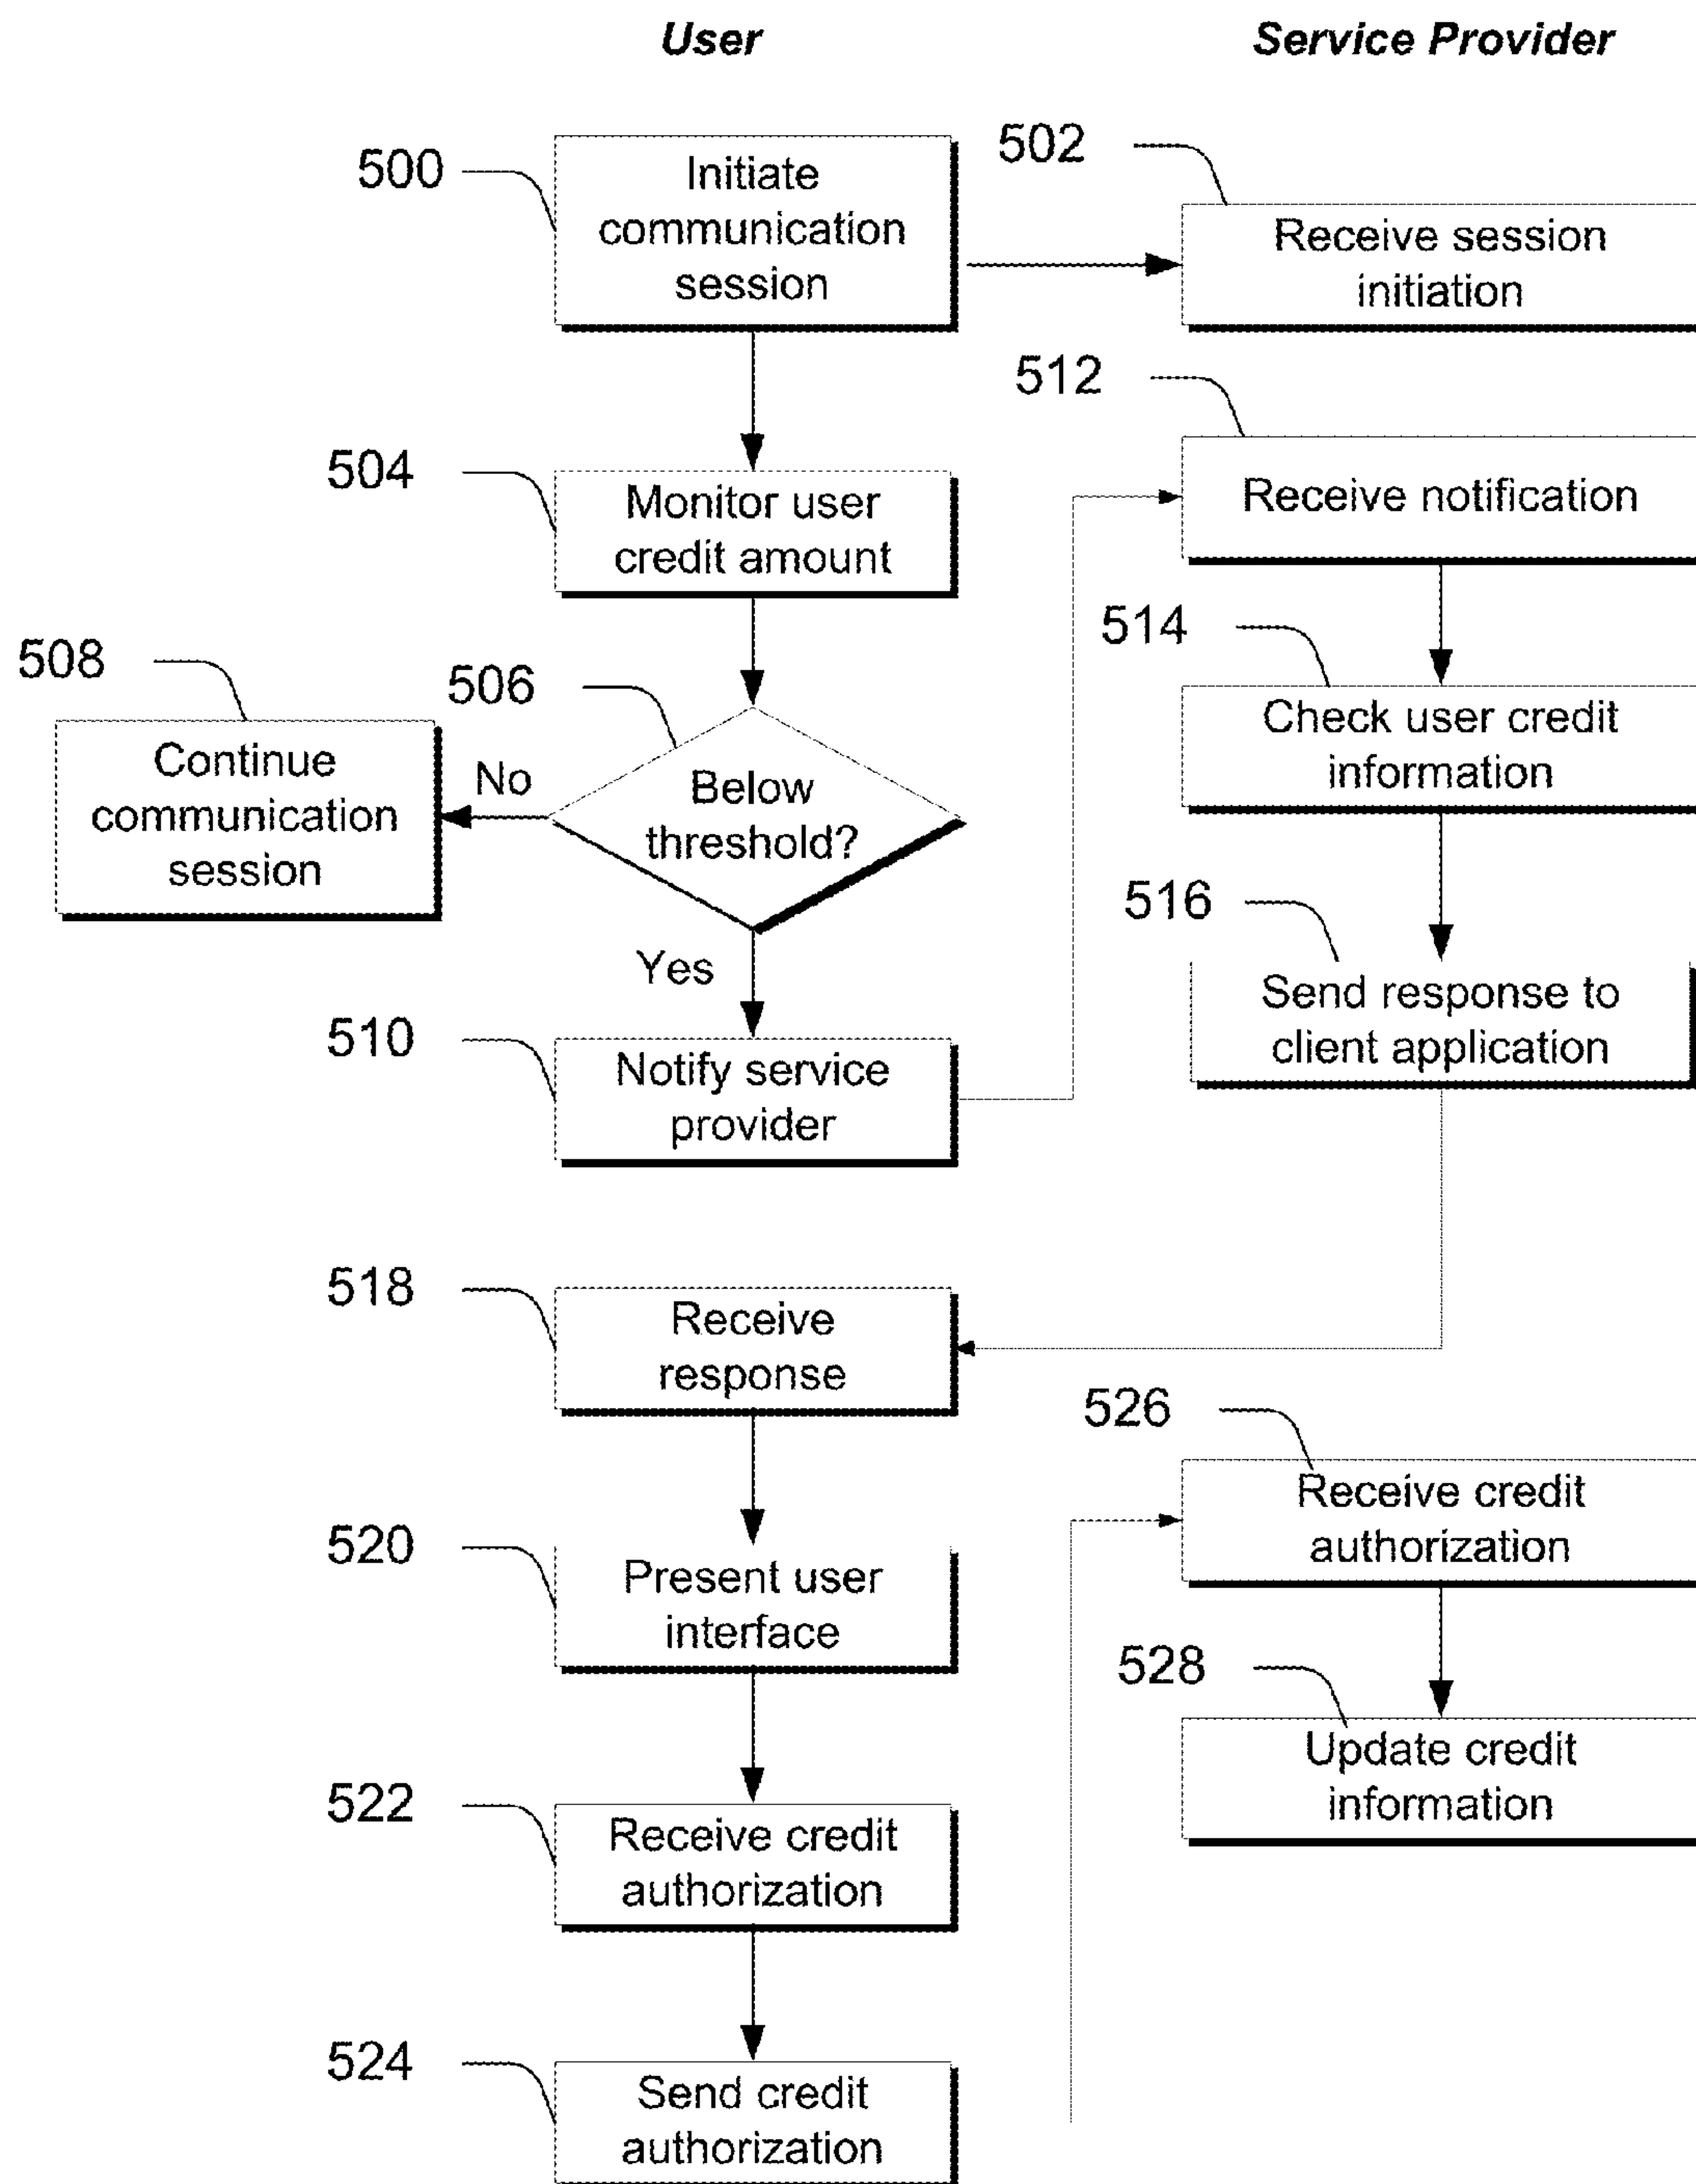 User
Service Provider
500
Initiate
communication
session
502
Receive session
initiation
504
Monitor user
credit amount
512
Receive notification
506
Below
threshold?
No
Yes
508
Continue
communication
session
514
Check user credit
information
516
Send response to
client application
510
Notify service
provider
518
Receive
response
520
Present user
interface
522
Receive credit
authorization
524
Send credit
authorization
526
Receive credit
authorization
528
Update credit
information